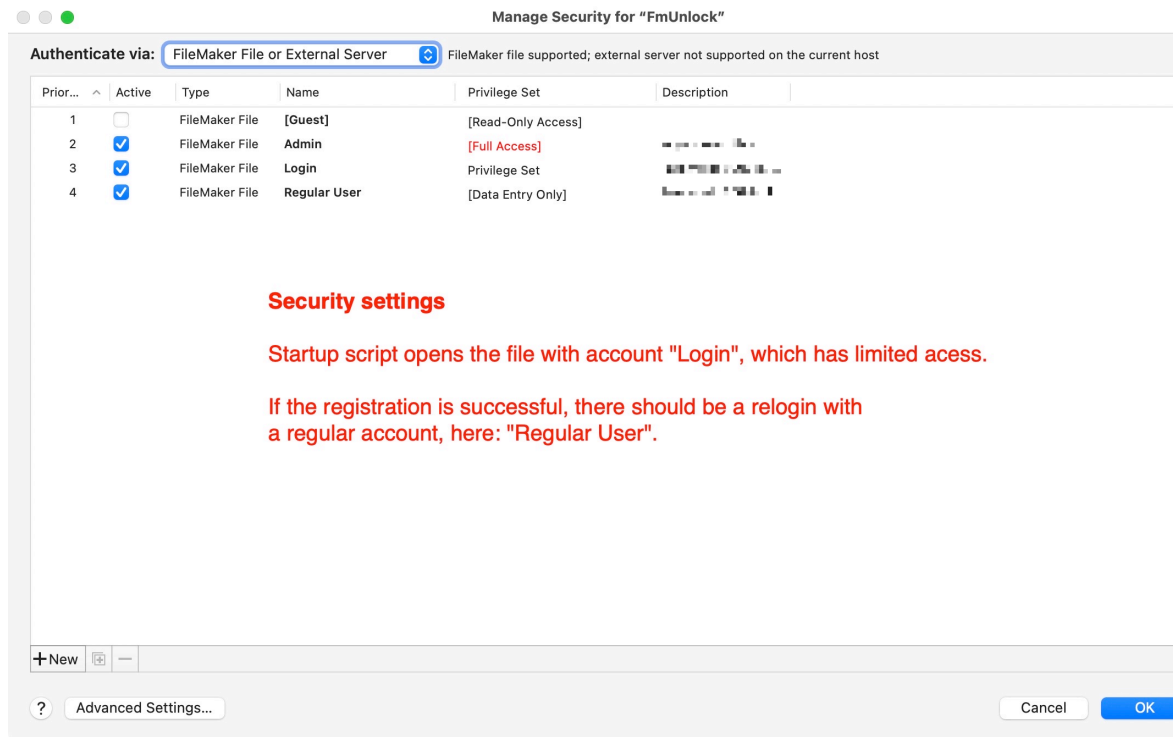 Manage Security for “FmUnlock”
Authenticate via: FileMaker File or External Server FileMaker file supported; external server not supported on the current host
Prior... Active Type Name Privilege Set Description
1 FileMaker File [Guest] [Read-Only Access]
2 FileMaker File Admin [Full Access]
3 FileMaker File Login Privilege Set
4 FileMaker File Regular User [Data Entry Only]
Security settings
Startup script opens the file with account "Login", which has limited acess.
If the registration is successful, there should be a relogin with
a regular account, here: "Regular User".
+New
? Advanced Settings... Cancel OK